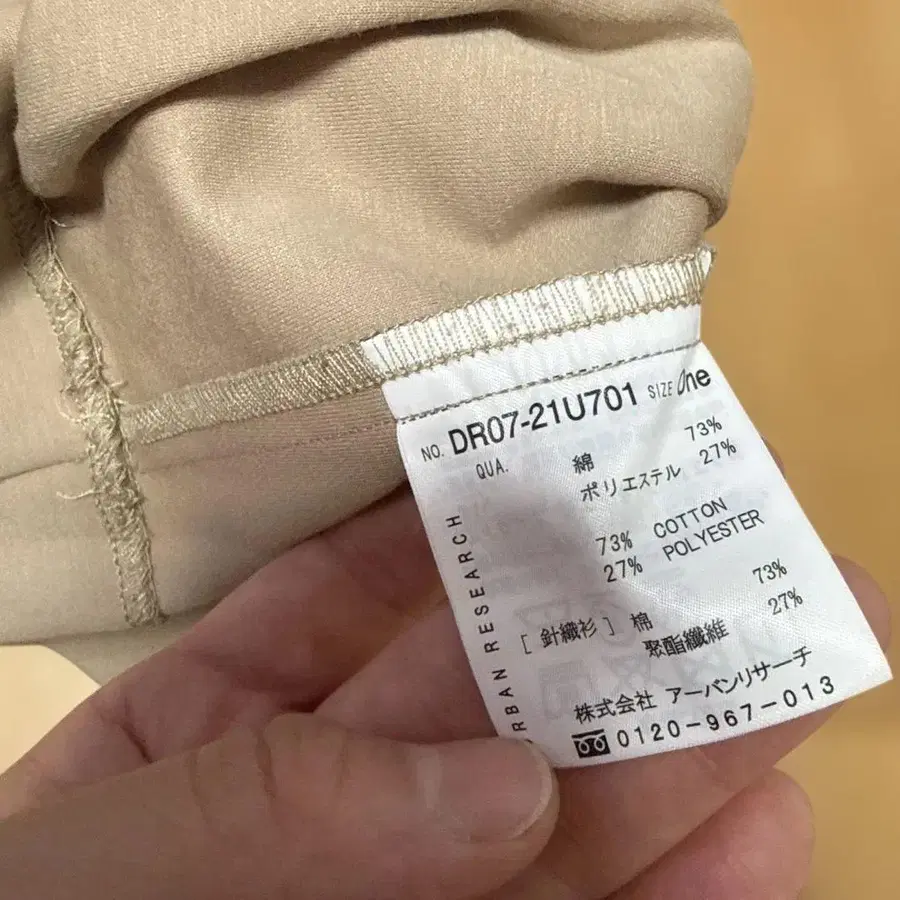 NO. DR07-21U701 SIZE One
QUA.
綿 73%
ポリエステル 27%
73% COTTON
27% POLYESTER
[ 針織衫 ] 棉 73%
聚酯纖維 27%
株式会社 アーバンリサーチ
0120-967-013
RBAN RESEARCH